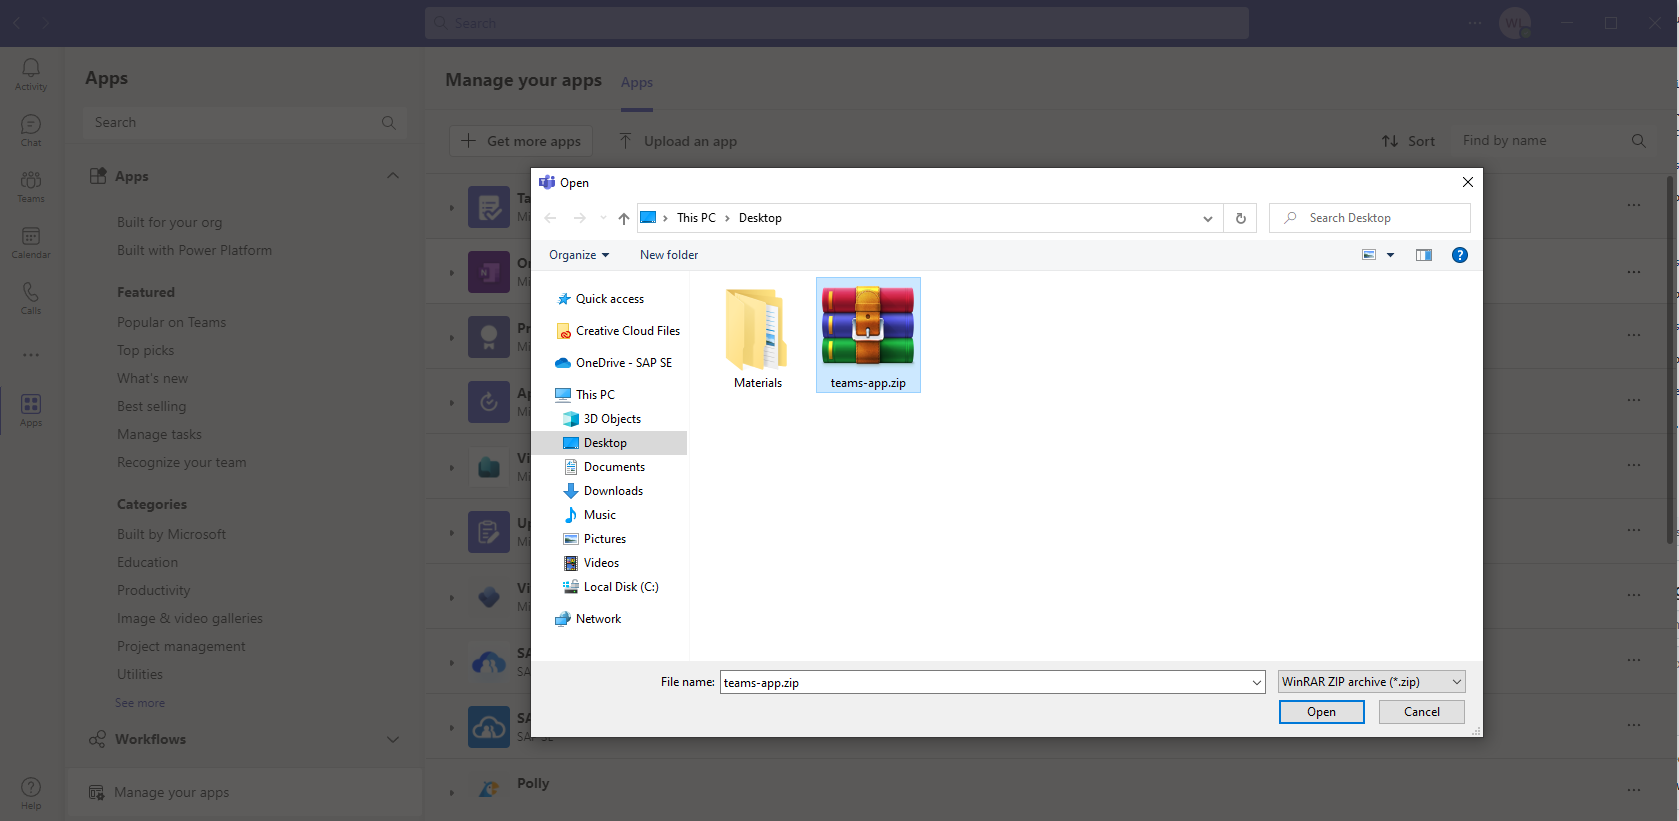 Search
WL
Activity
Chat
Teams
Calendar
Calls
Apps
Help
Apps
Search
Apps
Built for your org
Built with Power Platform
Featured
Popular on Teams
Top picks
What's new
Best selling
Manage tasks
Recognize your team
Categories
Built by Microsoft
Education
Productivity
Image & video galleries
Project management
Utilities
See more
Workflows
Manage your apps
Manage your apps
Apps
Get more apps
Upload an app
Sort
Find by name
Ta
Mi
On
Mi
Pr
Mi
Ap
Mi
Vi
Mi
Up
Mi
Vi
Mi
SA
SA
SA
SAP SE
Polly
Open
This PC
Desktop
Search Desktop
Organize
New folder
Quick access
Creative Cloud Files
OneDrive - SAP SE
This PC
3D Objects
Desktop
Documents
Downloads
Music
Pictures
Videos
Local Disk (C:)
Network
Materials
teams-app.zip
File name:
teams-app.zip
WinRAR ZIP archive (*.zip)
Open
Cancel